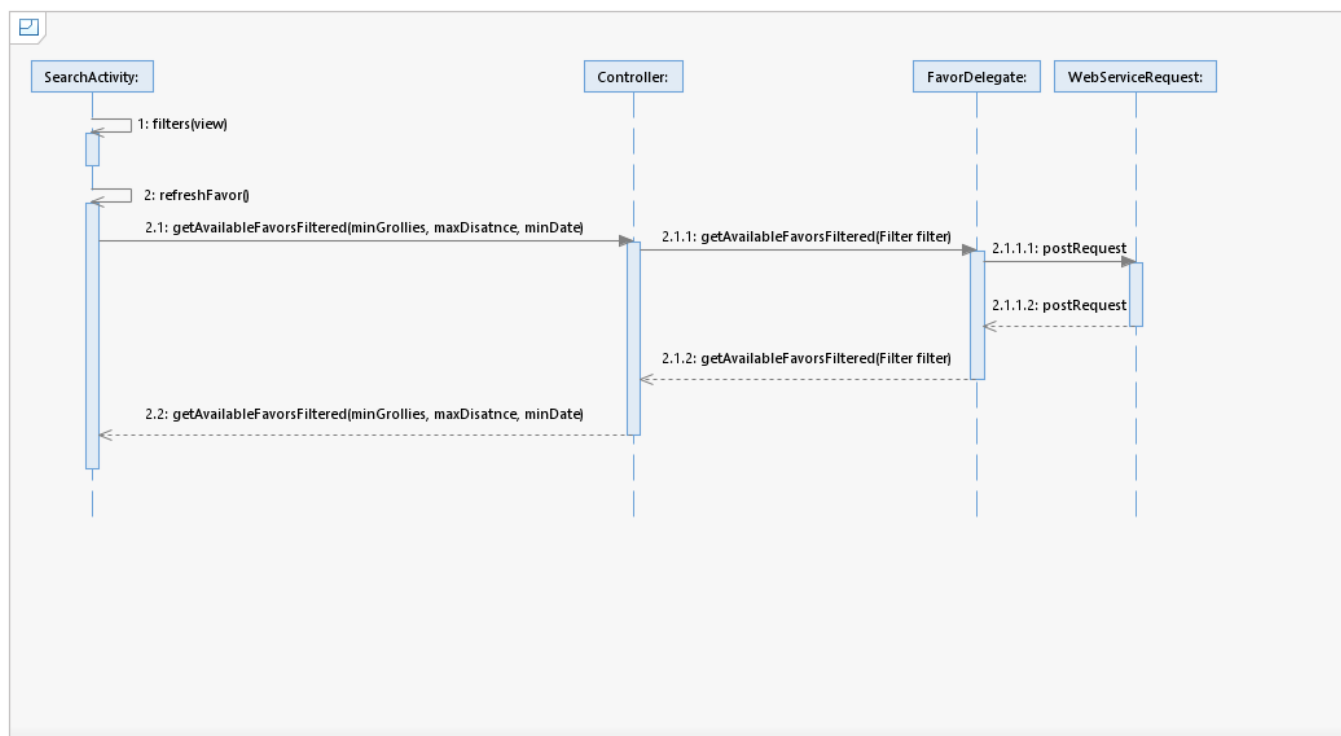 SearchActivity:
Controller:
FavorDelegate:
WebServiceRequest:
1: filters(view)
2: refreshFavor()
2.1: getAvailableFavorsFiltered(minGrollies, maxDisatnce, minDate)
2.1.1: getAvailableFavorsFiltered(Filter filter)
2.1.1.1: postRequest
2.1.1.2: postRequest
2.1.2: getAvailableFavorsFiltered(Filter filter)
2.2: getAvailableFavorsFiltered(minGrollies, maxDisatnce, minDate)